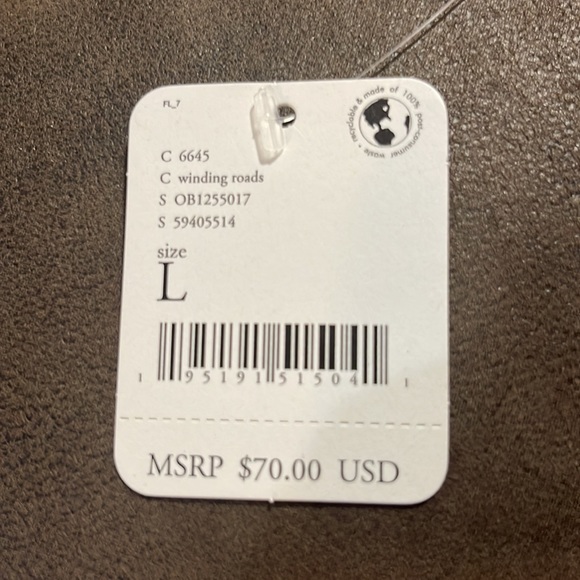 FL_7
recyclable & made of 100% post-consumer waste •
C 6645
C winding roads
S OB1255017
S 59405514
size
L
1 95191 51504 1
MSRP $70.00 USD